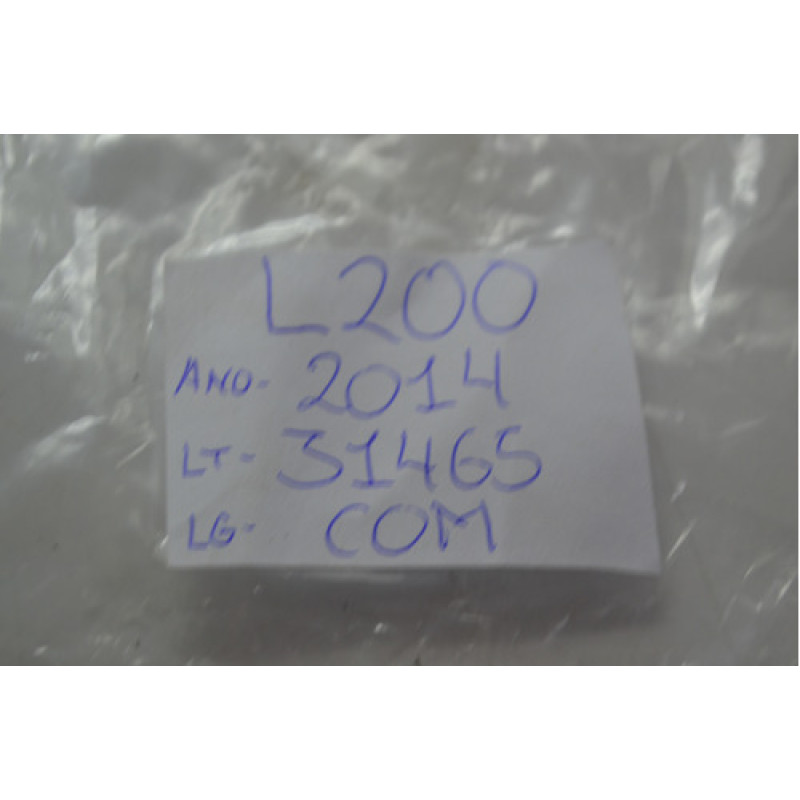 L200
ANO- 2014
LT- 31465
LG- COM